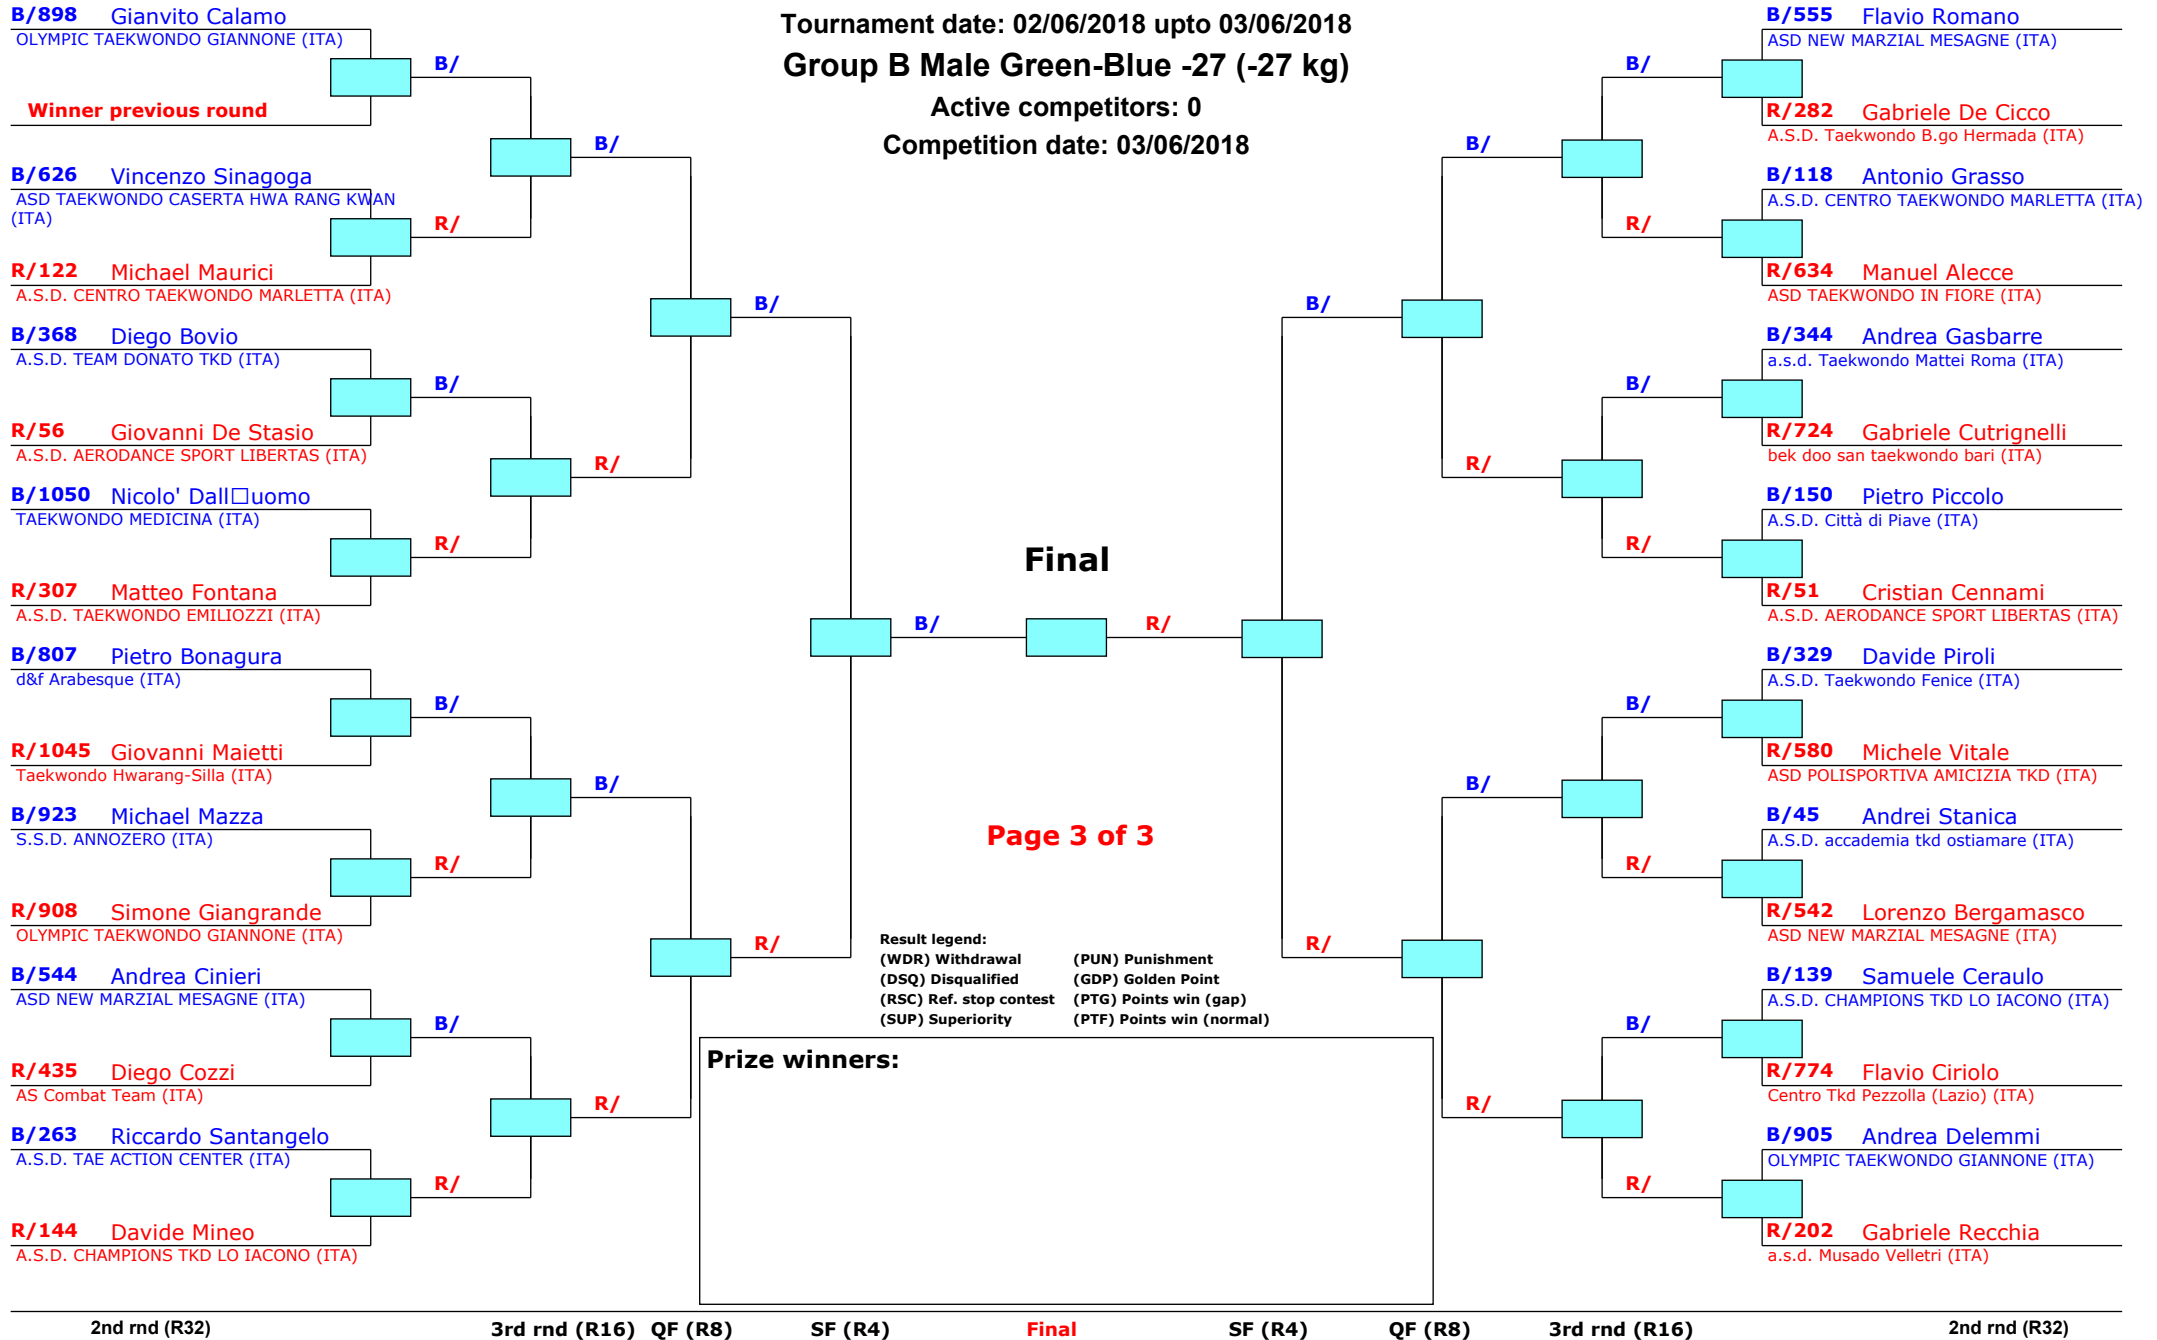 Tournament date: 02/06/2018 upto 03/06/2018
Group B Male Green-Blue -27 (-27 kg)
Active competitors: 0
Competition date: 03/06/2018
B/898 Gianvito Calamo
OLYMPIC TAEKWONDO GIANNONE (ITA)
B/
Winner previous round
B/
B/626 Vincenzo Sinagoga
ASD TAEKWONDO CASERTA HWA RANG KWAN
(ITA)
R/
R/122 Michael Maurici
A.S.D. CENTRO TAEKWONDO MARLETTA (ITA)
B/
B/368 Diego Bovio
A.S.D. TEAM DONATO TKD (ITA)
B/
R/56 Giovanni De Stasio
A.S.D. AERODANCE SPORT LIBERTAS (ITA)
R/
B/1050 Nicolo' Dall□uomo
TAEKWONDO MEDICINA (ITA)
R/
R/307 Matteo Fontana
A.S.D. TAEKWONDO EMILIOZZI (ITA)
B/
B/807 Pietro Bonagura
d&f Arabesque (ITA)
B/
R/1045 Giovanni Maietti
Taekwondo Hwarang-Silla (ITA)
B/
B/923 Michael Mazza
S.S.D. ANNOZERO (ITA)
R/
R/908 Simone Giangrande
OLYMPIC TAEKWONDO GIANNONE (ITA)
R/
B/544 Andrea Cinieri
ASD NEW MARZIAL MESAGNE (ITA)
B/
R/435 Diego Cozzi
AS Combat Team (ITA)
R/
B/263 Riccardo Santangelo
A.S.D. TAE ACTION CENTER (ITA)
R/
R/144 Davide Mineo
A.S.D. CHAMPIONS TKD LO IACONO (ITA)
Final
R/
Page 3 of 3
Result legend:
(WDR) Withdrawal (PUN) Punishment
(DSQ) Disqualified (GDP) Golden Point
(RSC) Ref. stop contest (PTG) Points win (gap)
(SUP) Superiority (PTF) Points win (normal)
Prize winners:
B/555 Flavio Romano
ASD NEW MARZIAL MESAGNE (ITA)
B/
R/282 Gabriele De Cicco
A.S.D. Taekwondo B.go Hermada (ITA)
B/
B/118 Antonio Grasso
A.S.D. CENTRO TAEKWONDO MARLETTA (ITA)
R/
R/634 Manuel Alecce
ASD TAEKWONDO IN FIORE (ITA)
B/
B/344 Andrea Gasbarre
a.s.d. Taekwondo Mattei Roma (ITA)
B/
R/724 Gabriele Cutrignelli
bek doo san taekwondo bari (ITA)
R/
B/150 Pietro Piccolo
A.S.D. Città di Piave (ITA)
R/
R/51 Cristian Cennami
A.S.D. AERODANCE SPORT LIBERTAS (ITA)
B/329 Davide Piroli
A.S.D. Taekwondo Fenice (ITA)
B/
R/580 Michele Vitale
ASD POLISPORTIVA AMICIZIA TKD (ITA)
B/
B/45 Andrei Stanica
A.S.D. accademia tkd ostiamare (ITA)
R/
R/542 Lorenzo Bergamasco
ASD NEW MARZIAL MESAGNE (ITA)
R/
B/139 Samuele Ceraulo
A.S.D. CHAMPIONS TKD LO IACONO (ITA)
B/
R/774 Flavio Ciriolo
Centro Tkd Pezzolla (Lazio) (ITA)
R/
B/905 Andrea Delemmi
OLYMPIC TAEKWONDO GIANNONE (ITA)
R/
R/202 Gabriele Recchia
a.s.d. Musado Velletri (ITA)
2nd rnd (R32) 3rd rnd (R16) QF (R8) SF (R4) Final SF (R4) QF (R8) 3rd rnd (R16) 2nd rnd (R32)